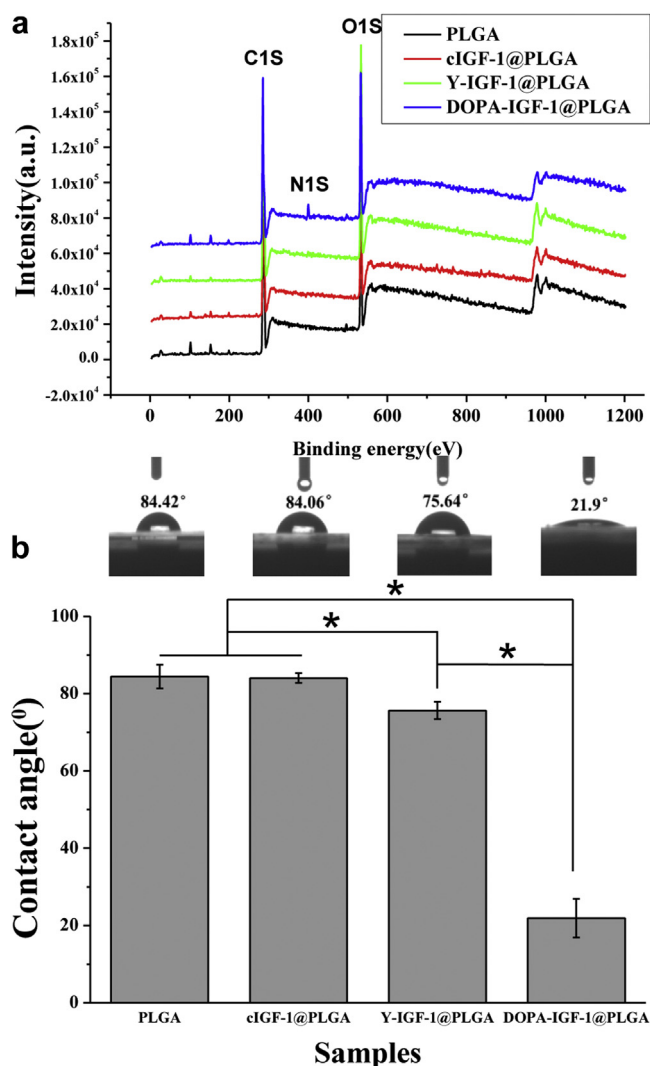 a
PLGA
cIGF-1@PLGA
Y-IGF-1@PLGA
DOPA-IGF-1@PLGA
C1S
O1S
N1S
1.8x10⁵
1.6x10⁵
1.4x10⁵
1.2x10⁵
1.0x10⁵
8.0x10⁴
6.0x10⁴
4.0x10⁴
2.0x10⁴
0.0
-2.0x10⁴
Intensity(a.u.)
0 200 400 600 800 1000 1200
Binding energy(eV)
84.42° 84.06° 75.64° 21.9°
b
* * *
100
80
60
40
20
0
Contact angle(⁰)
PLGA cIGF-1@PLGA Y-IGF-1@PLGA DOPA-IGF-1@PLGA
Samples